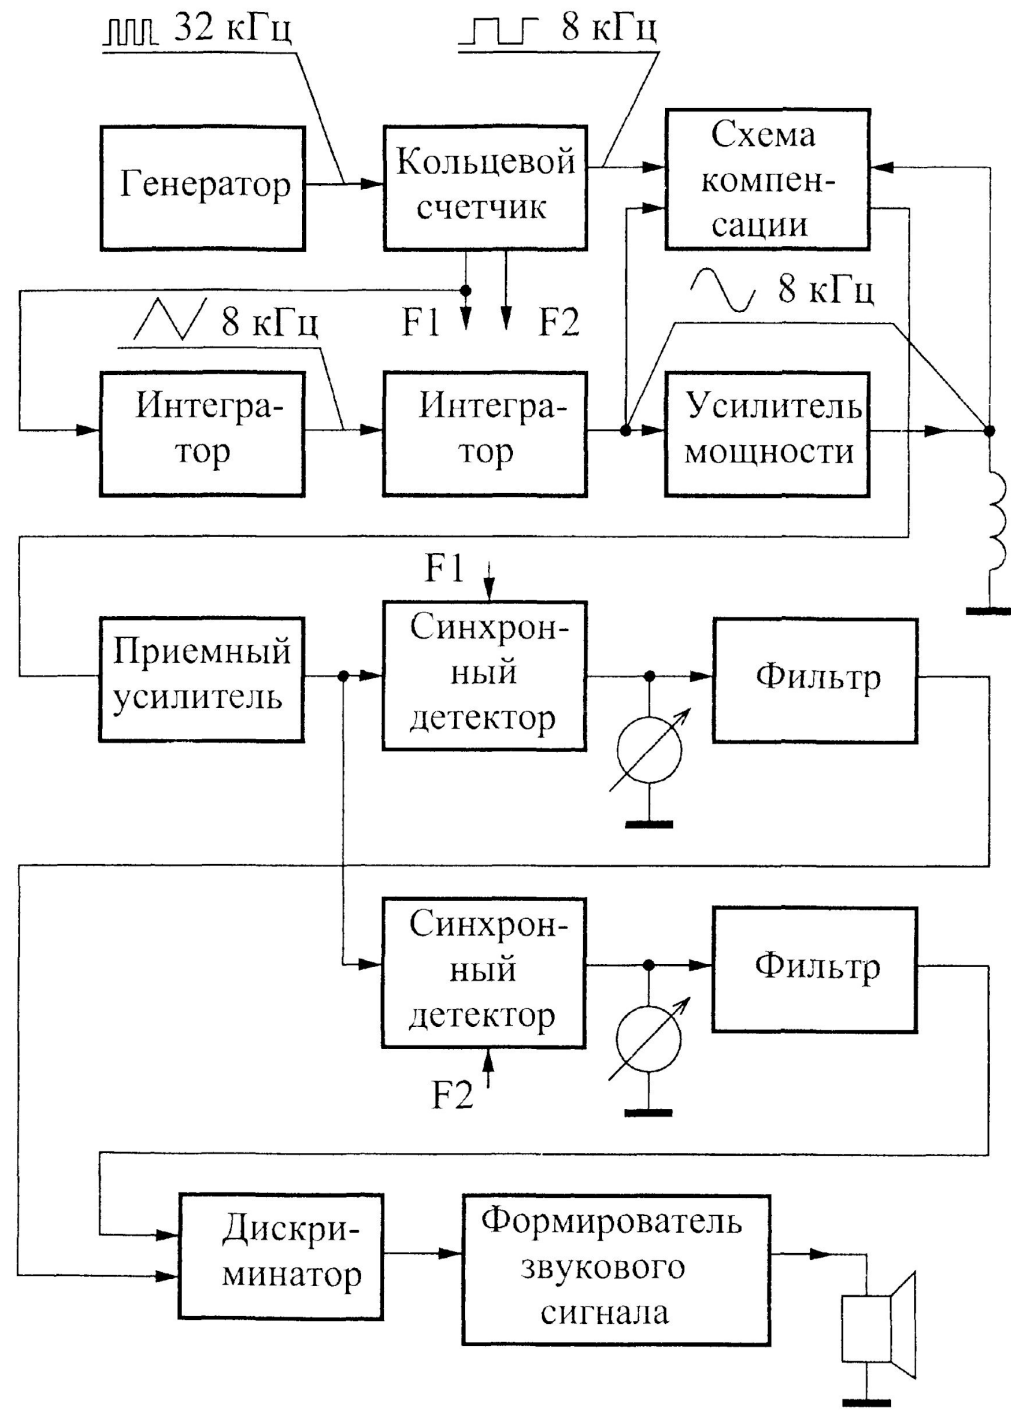 32 кГц
8 кГц
Генератор
Кольцевой
счетчик
Схема
компен-
сации
F1
F2
8 кГц
8 кГц
Интегра-
тор
Интегра-
тор
Усилитель
мощности
F1
Приемный
усилитель
Синхрон-
ный
детектор
Фильтр
Синхрон-
ный
детектор
Фильтр
F2
Дискри-
минатор
Формирователь
звукового
сигнала